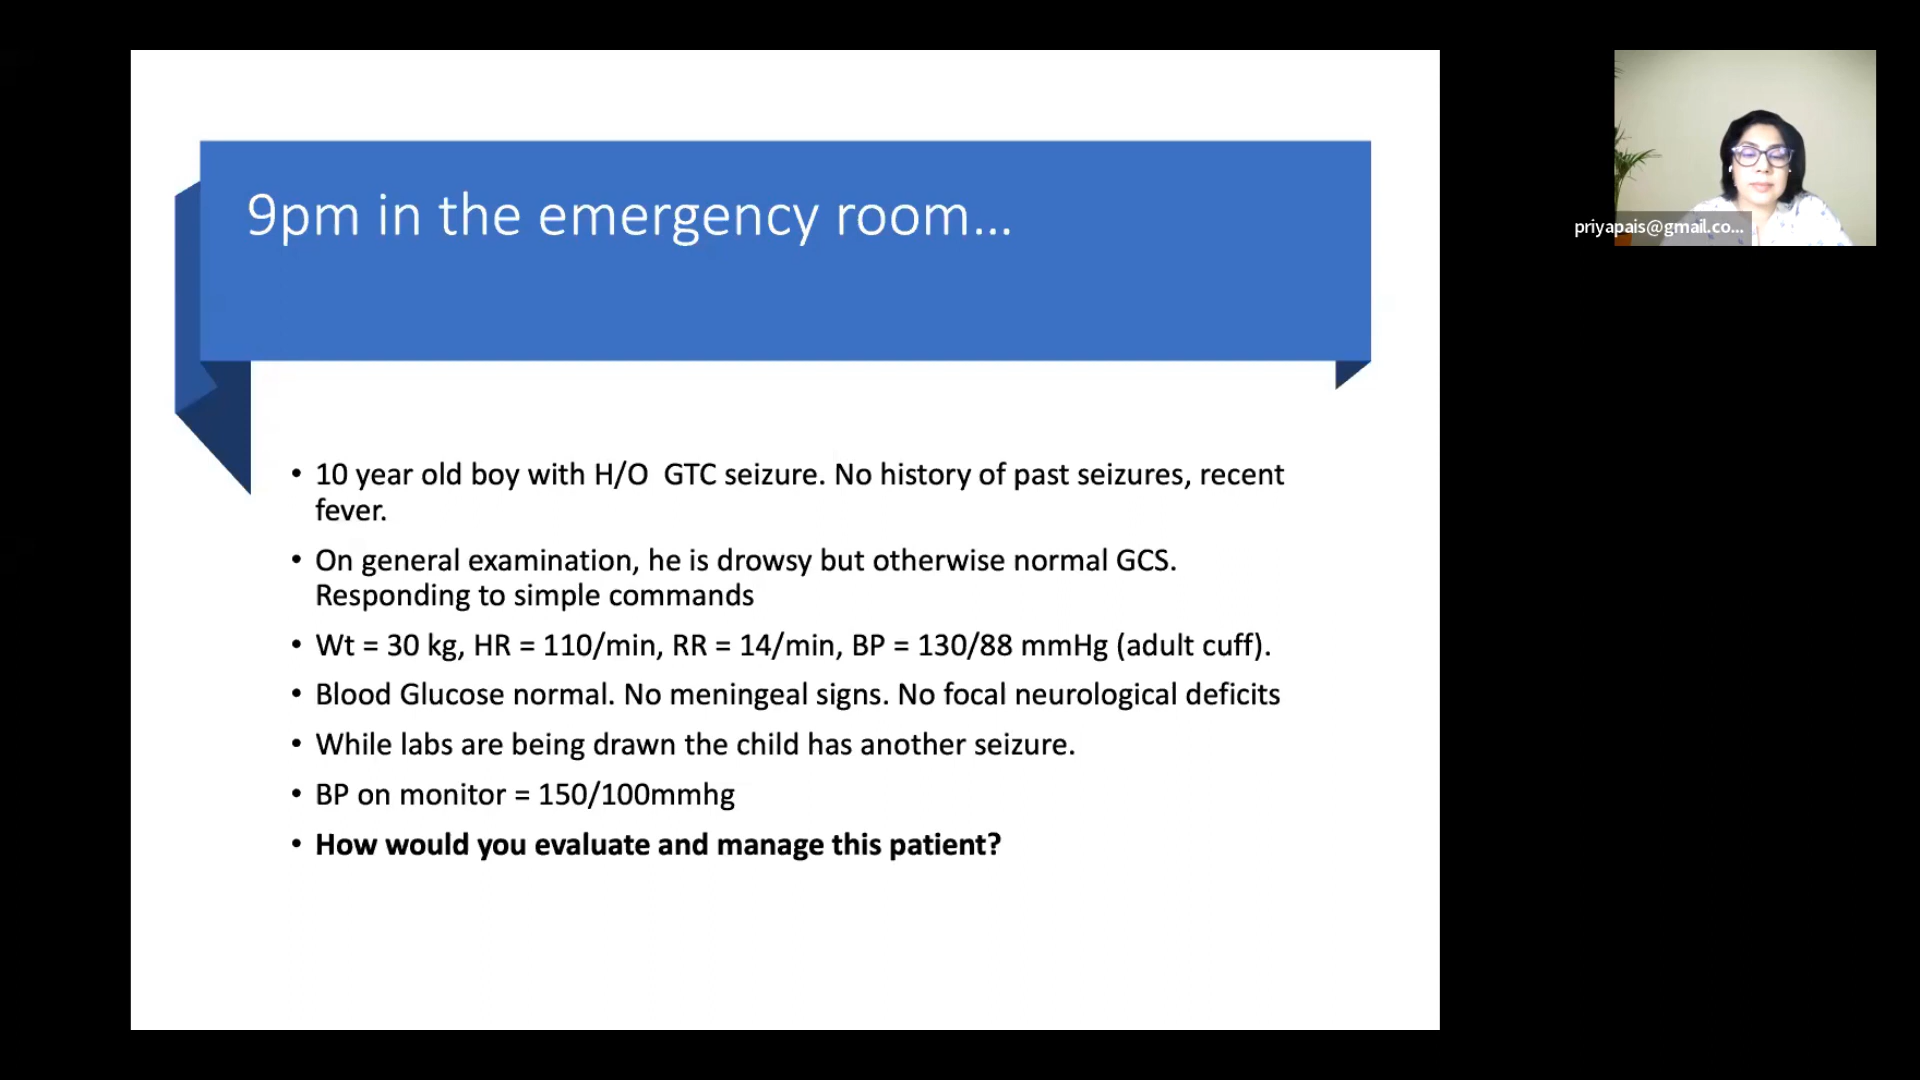 9pm in the emergency room...
• 10 year old boy with H/O  GTC seizure. No history of past seizures, recent
fever.
• On general examination, he is drowsy but otherwise normal GCS.
Responding to simple commands
• Wt = 30 kg, HR = 110/min, RR = 14/min, BP = 130/88 mmHg (adult cuff).
• Blood Glucose normal. No meningeal signs. No focal neurological deficits
• While labs are being drawn the child has another seizure.
• BP on monitor = 150/100mmhg
• How would you evaluate and manage this patient?
priyapais@gmail.co...